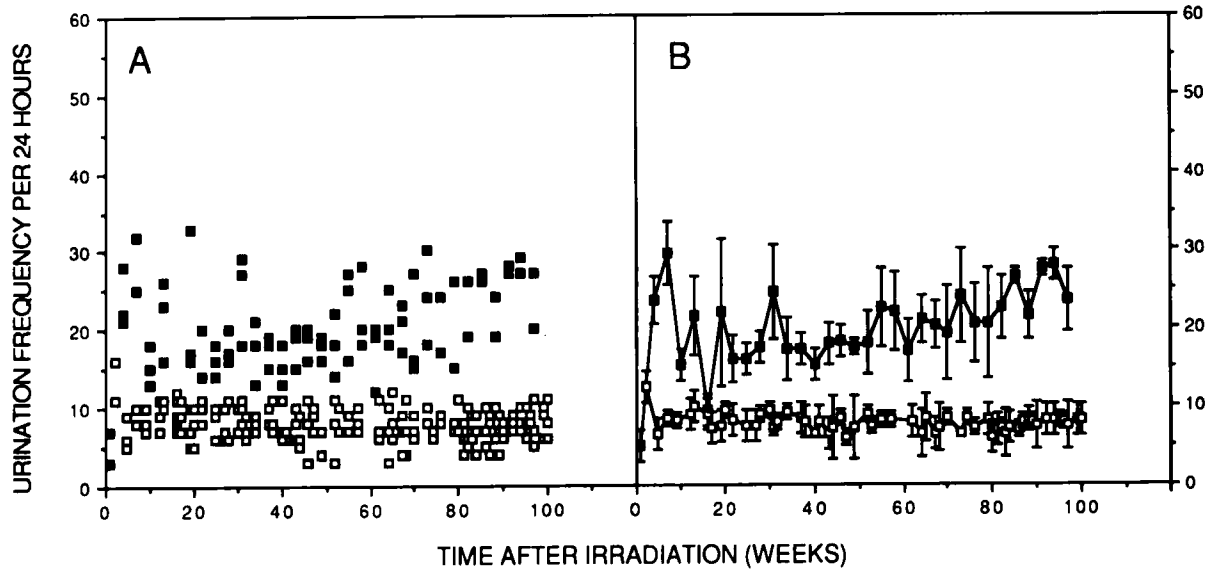 URINATION FREQUENCY PER 24 HOURS
60
50
40
30
20
10
0
A
B
60
50
40
30
20
10
0
0 20 40 60 80 100 0 20 40 60 80 100
TIME AFTER IRRADIATION (WEEKS)